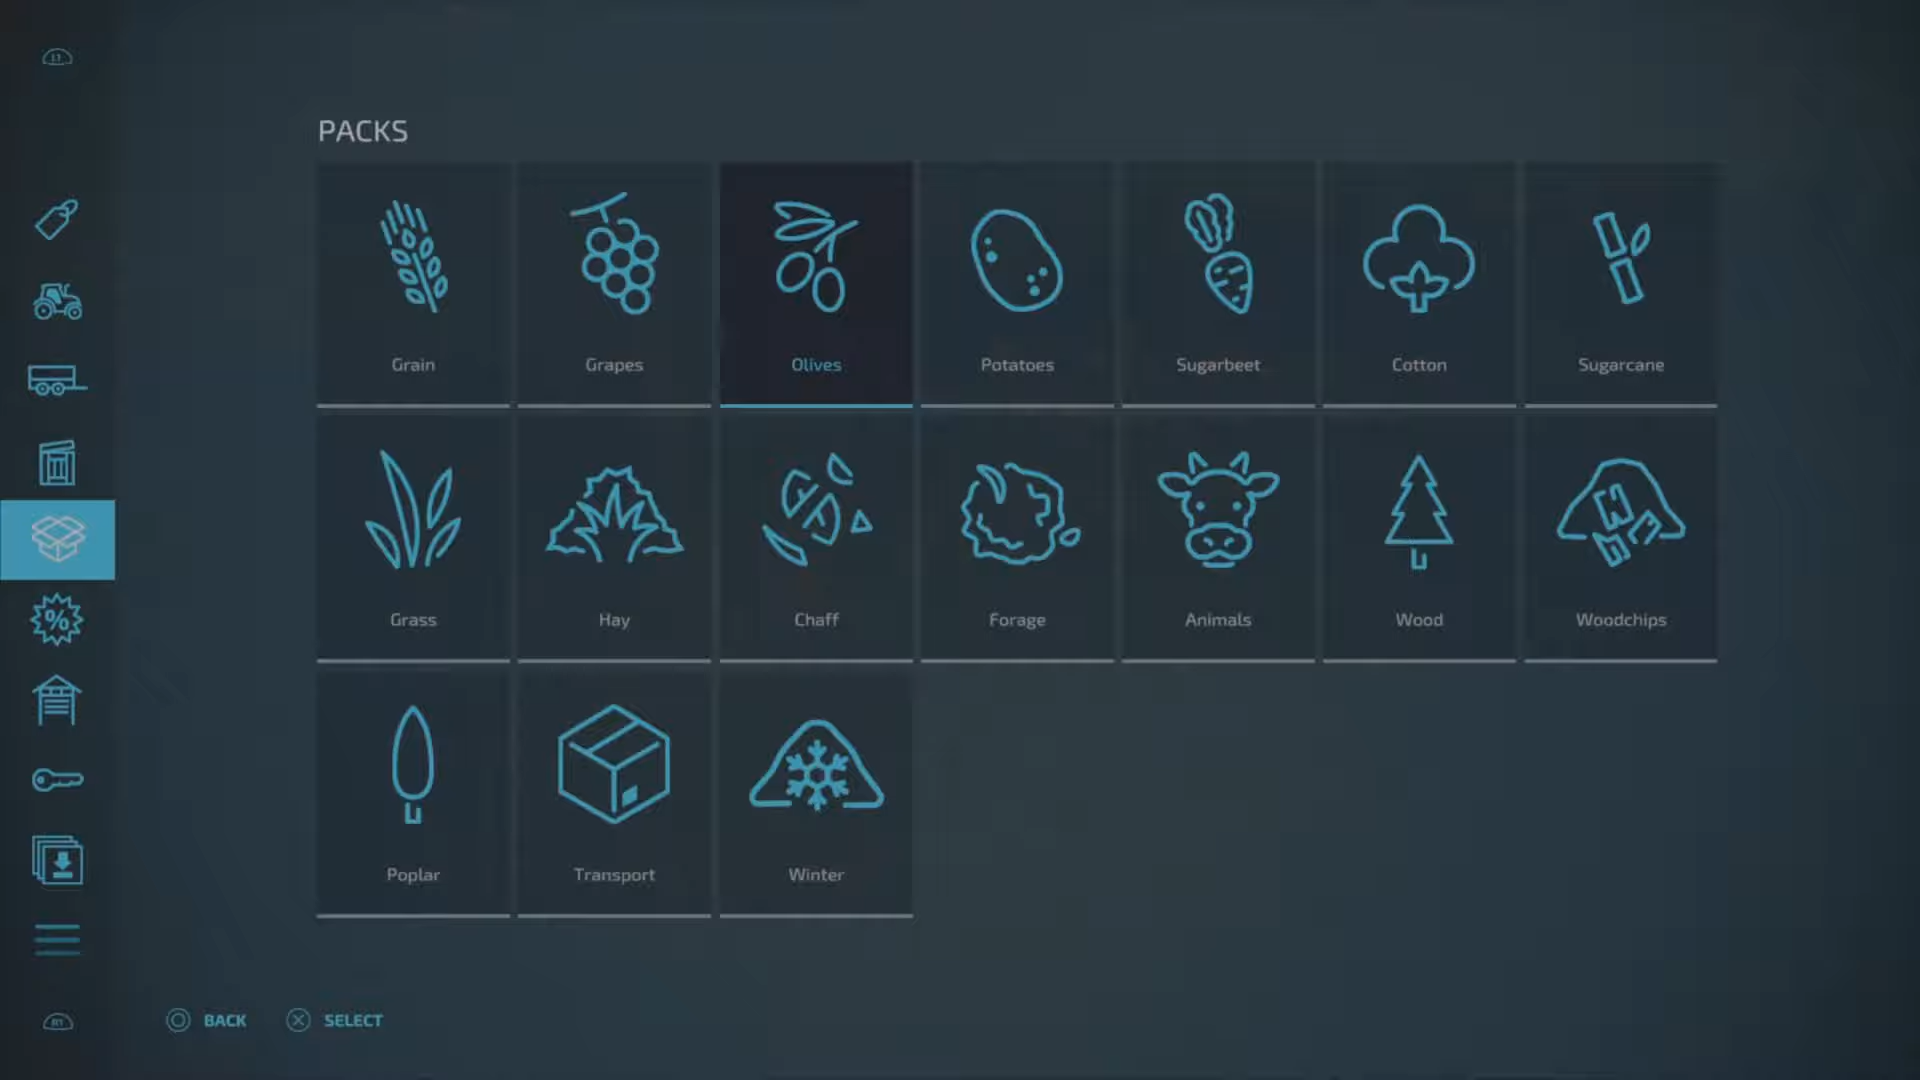 PACKS
Grain Grapes Olives Potatoes Sugarbeet Cotton Sugarcane
Grass Hay Chaff Forage Animals Wood Woodchips
Poplar Transport Winter
%
BACK SELECT